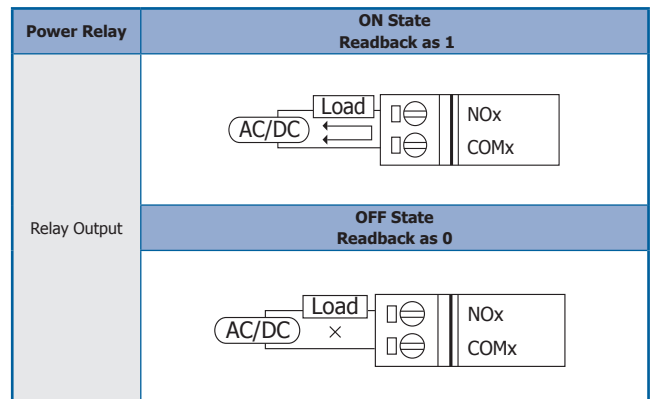 Power Relay
ON State
Readback as 1
Load
AC/DC
NOx
COMx
Relay Output
OFF State
Readback as 0
Load
AC/DC
×
NOx
COMx